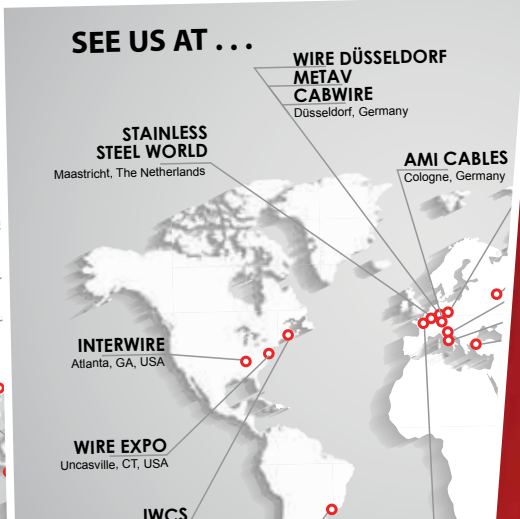 SEE US AT . . .
WIRE DÜSSELDORF
METAV
CABWIRE
Düsseldorf, Germany
STAINLESS
STEEL WORLD
Maastricht, The Netherlands
AMI CABLES
Cologne, Germany
INTERWIRE
Atlanta, GA, USA
WIRE EXPO
Uncasville, CT, USA
IWCS